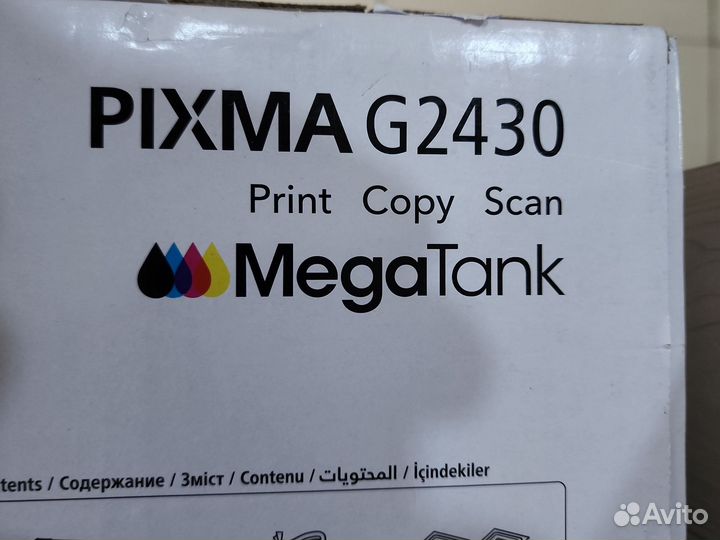 PIXMA G2430
Print Copy Scan
MegaTank
tents / Содержание / Зміст / Contenu / المحتويات / İçindekiler
Avito